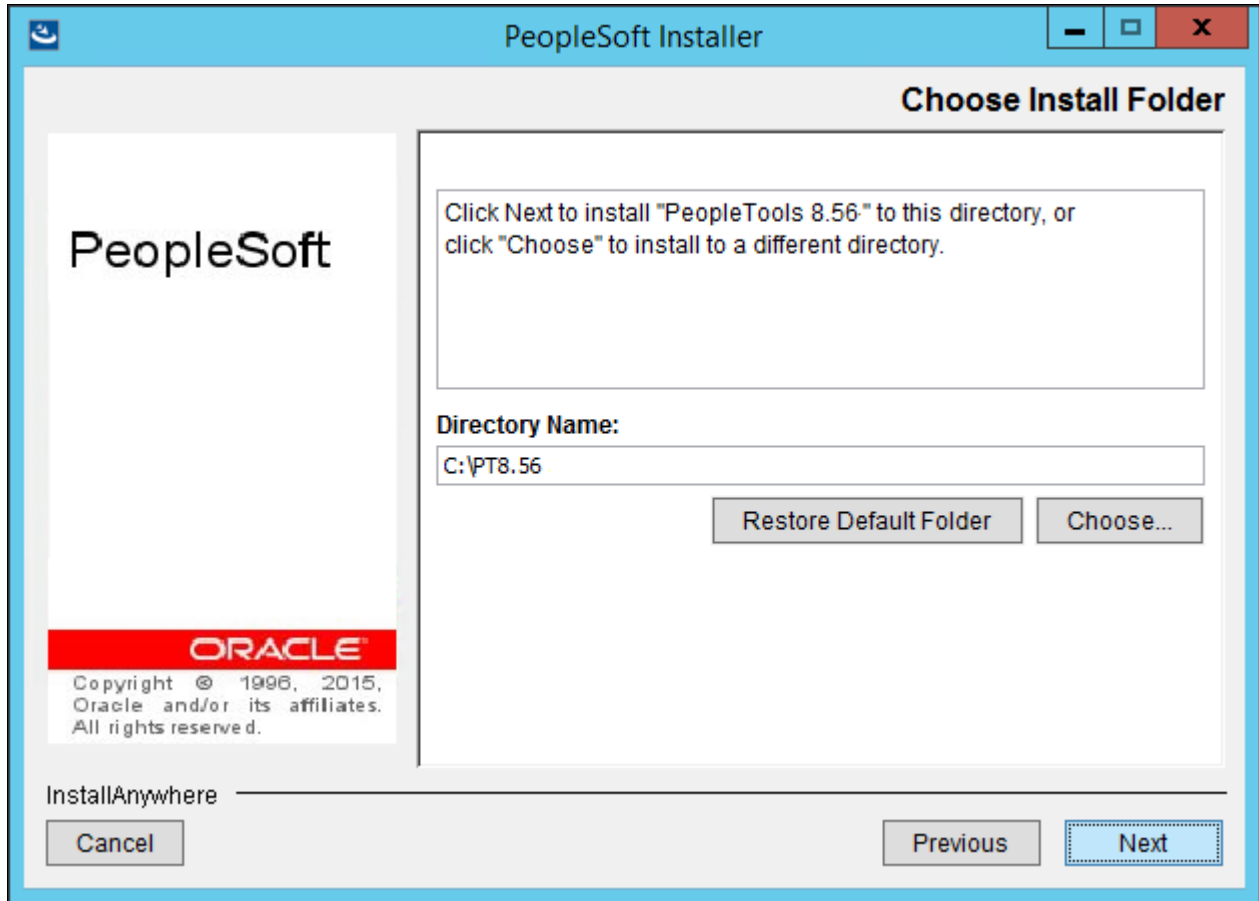 PeopleSoft Installer
Choose Install Folder
PeopleSoft
Click Next to install "PeopleTools 8.56 " to this directory, or
click "Choose" to install to a different directory.
Directory Name:
C:\PT8.56
Restore Default Folder
Choose...
ORACLE
Copyright © 1996, 2015,
Oracle and/or its affiliates.
All rights reserved.
InstallAnywhere
Cancel
Previous
Next